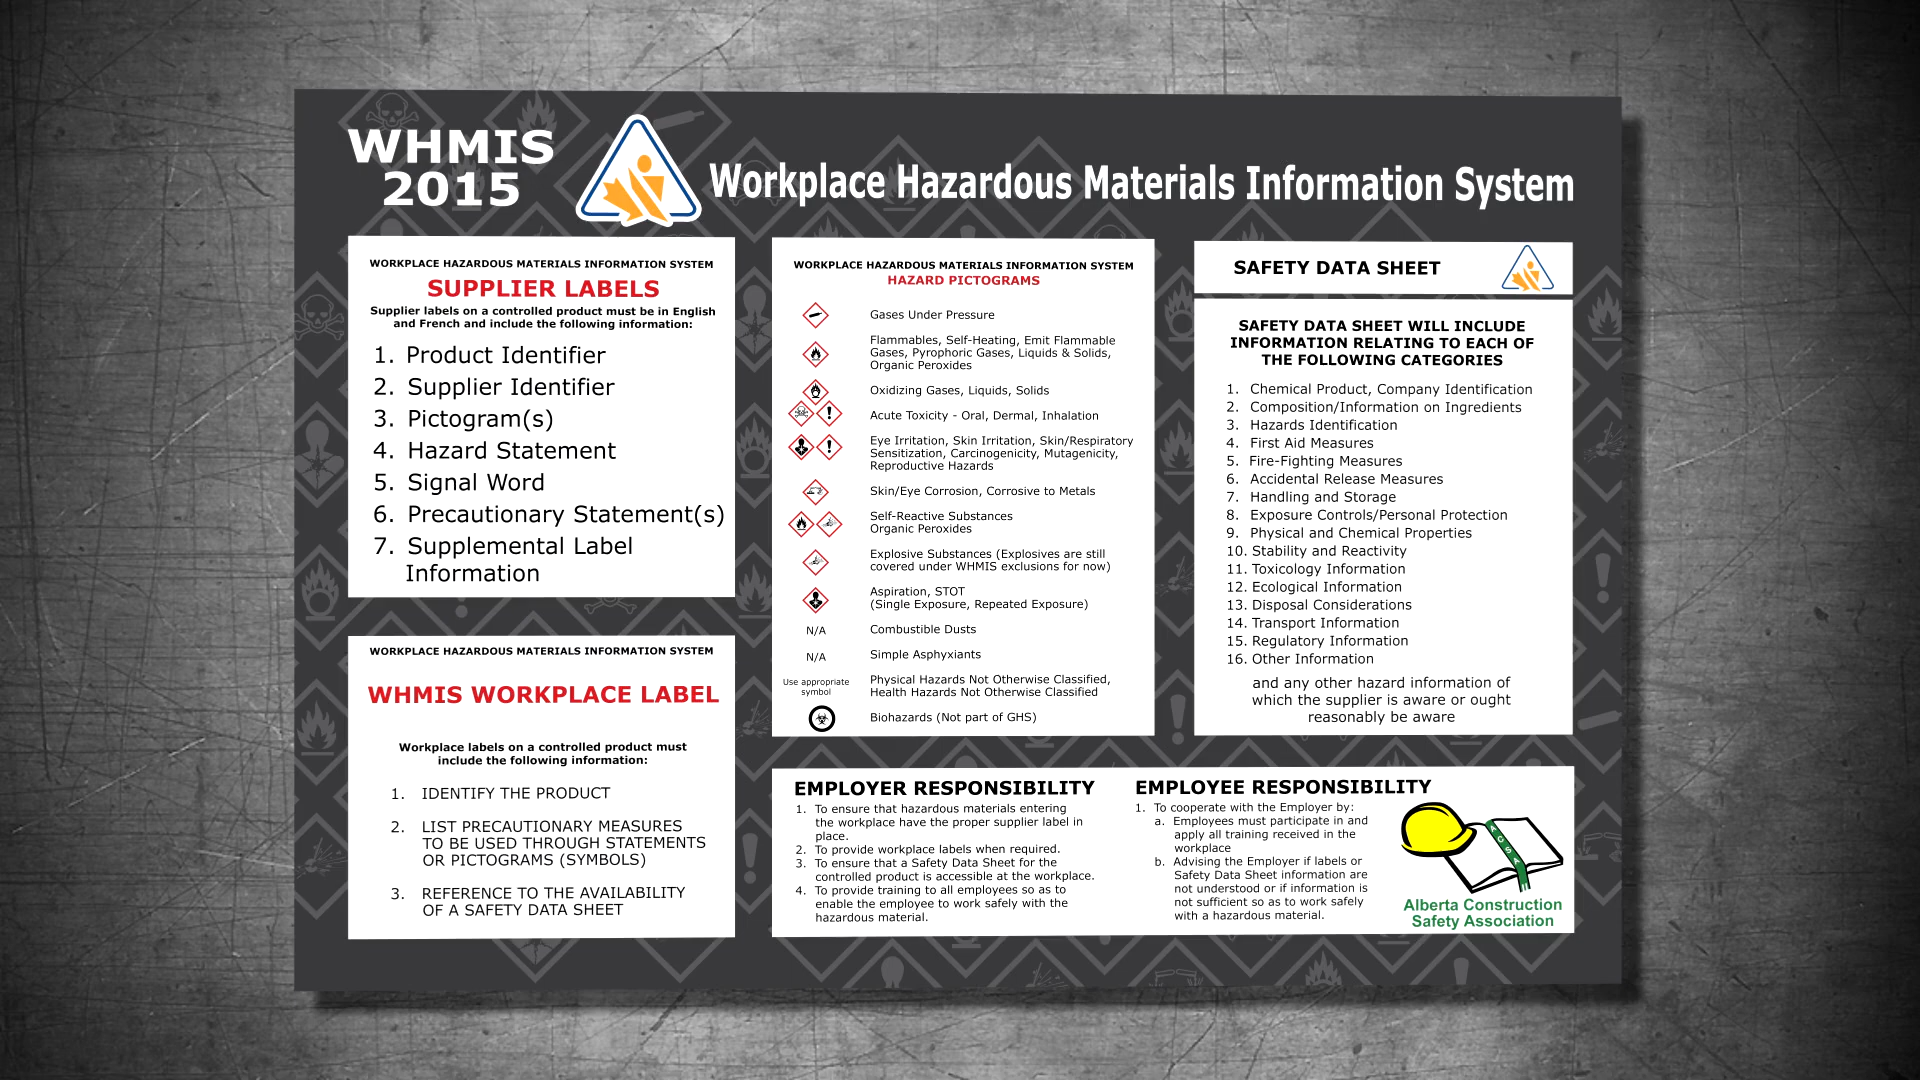 WHMIS
2015
Workplace Hazardous Materials Information System
WORKPLACE HAZARDOUS MATERIALS INFORMATION SYSTEM
SUPPLIER LABELS
Supplier labels on a controlled product must be in English
and French and include the following information:
1. Product Identifier
2. Supplier Identifier
3. Pictogram(s)
4. Hazard Statement
5. Signal Word
6. Precautionary Statement(s)
7. Supplemental Label
Information
WORKPLACE HAZARDOUS MATERIALS INFORMATION SYSTEM
WHMIS WORKPLACE LABEL
Workplace labels on a controlled product must
include the following information:
1. IDENTIFY THE PRODUCT
2. LIST PRECAUTIONARY MEASURES
TO BE USED THROUGH STATEMENTS
OR PICTOGRAMS (SYMBOLS)
3. REFERENCE TO THE AVAILABILITY
OF A SAFETY DATA SHEET
WORKPLACE HAZARDOUS MATERIALS INFORMATION SYSTEM
HAZARD PICTOGRAMS
Gases Under Pressure
Flammables, Self-Heating, Emit Flammable
Gases, Pyrophoric Gases, Liquids & Solids,
Organic Peroxides
Oxidizing Gases, Liquids, Solids
Acute Toxicity - Oral, Dermal, Inhalation
Eye Irritation, Skin Irritation, Skin/Respiratory
Sensitization, Carcinogenicity, Mutagenicity,
Reproductive Hazards
Skin/Eye Corrosion, Corrosive to Metals
Self-Reactive Substances
Organic Peroxides
Explosive Substances (Explosives are still
covered under WHMIS exclusions for now)
Aspiration, STOT
(Single Exposure, Repeated Exposure)
N/A Combustible Dusts
N/A Simple Asphyxiants
Use appropriate
symbol
Physical Hazards Not Otherwise Classified,
Health Hazards Not Otherwise Classified
Biohazards (Not part of GHS)
SAFETY DATA SHEET
SAFETY DATA SHEET WILL INCLUDE
INFORMATION RELATING TO EACH OF
THE FOLLOWING CATEGORIES
1. Chemical Product, Company Identification
2. Composition/Information on Ingredients
3. Hazards Identification
4. First Aid Measures
5. Fire-Fighting Measures
6. Accidental Release Measures
7. Handling and Storage
8. Exposure Controls/Personal Protection
9. Physical and Chemical Properties
10. Stability and Reactivity
11. Toxicology Information
12. Ecological Information
13. Disposal Considerations
14. Transport Information
15. Regulatory Information
16. Other Information
and any other hazard information of
which the supplier is aware or ought
reasonably be aware
EMPLOYER RESPONSIBILITY
1. To ensure that hazardous materials entering
the workplace have the proper supplier label in
place.
2. To provide workplace labels when required.
3. To ensure that a Safety Data Sheet for the
controlled product is accessible at the workplace.
4. To provide training to all employees so as to
enable the employee to work safely with the
hazardous material.
EMPLOYEE RESPONSIBILITY
1. To cooperate with the Employer by:
a. Employees must participate in and
apply all training received in the
workplace
b. Advising the Employer if labels or
Safety Data Sheet information are
not understood or if information is
not sufficient so as to work safely
with a hazardous material.
ACSA
Alberta Construction
Safety Association